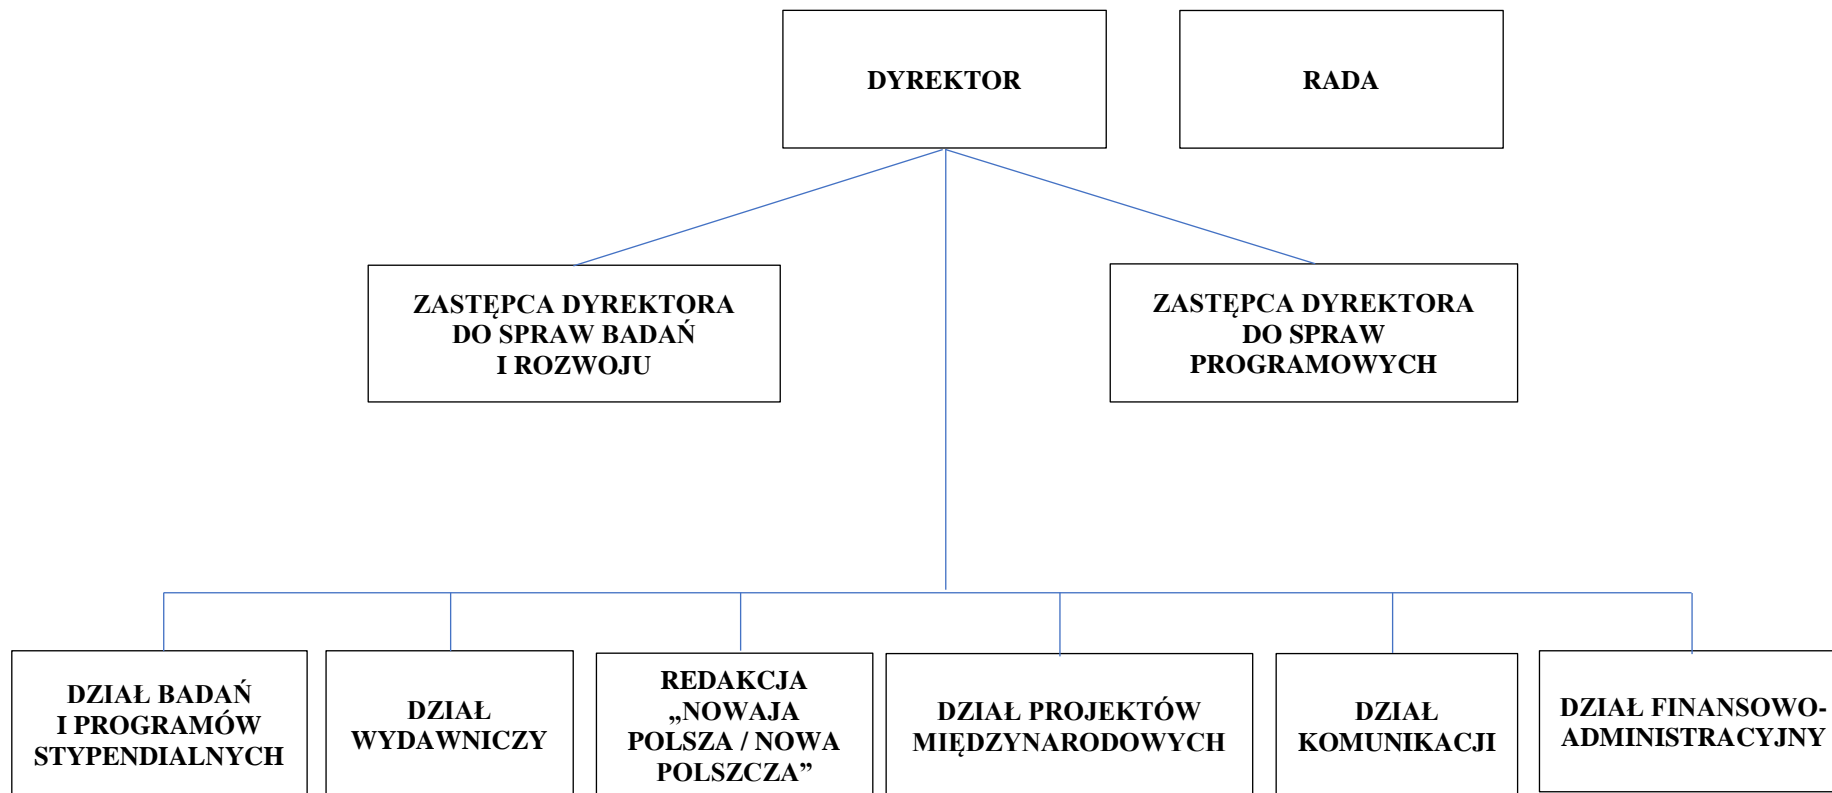 DYREKTOR
RADA
ZASTĘPCA DYREKTORA
DO SPRAW BADAŃ
I ROZWOJU
ZASTĘPCA DYREKTORA
DO SPRAW
PROGRAMOWYCH
DZIAŁ BADAŃ
I PROGRAMÓW
STYPENDIALNYCH
DZIAŁ
WYDAWNICZY
REDAKCJA
„NOWAJA
POLSZA / NOWA
POLSZCZA”
DZIAŁ PROJEKTÓW
MIĘDZYNARODOWYCH
DZIAŁ
KOMUNIKACJI
DZIAŁ FINANSOWO-
ADMINISTRACYJNY